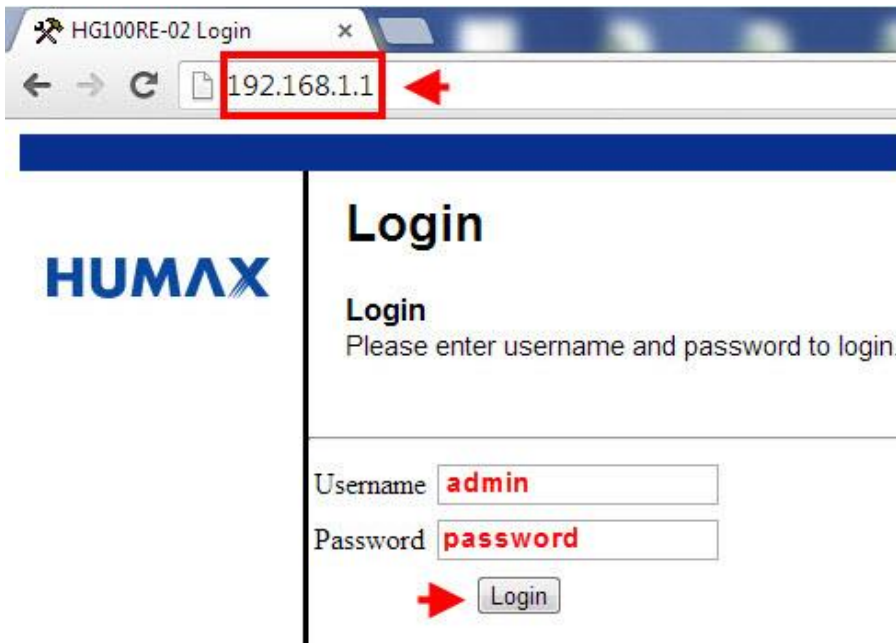 HG100RE-02 Login
192.168.1.1
HUMAX
Login
Login
Please enter username and password to login.
Username admin
Password password
Login